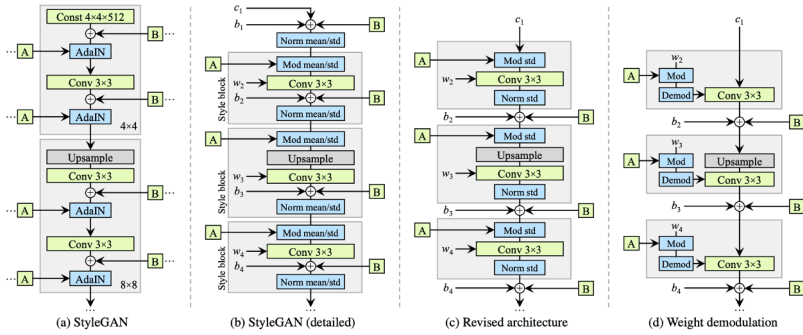 Const 4×4×512
B
A
AdaIN
Conv 3×3
B
A
AdaIN
4×4
Upsample
Conv 3×3
B
A
AdaIN
Conv 3×3
B
A
AdaIN
8×8
...
(a) StyleGAN
c₁
b₁
B
Norm mean/std
A
Mod mean/std
w₂
Conv 3×3
b₂
B
Norm mean/std
Style block
A
Mod mean/std
Upsample
w₃
Conv 3×3
b₃
B
Norm mean/std
Style block
A
Mod mean/std
w₄
Conv 3×3
b₄
B
Norm mean/std
Style block
...
(b) StyleGAN (detailed)
c₁
A
Mod std
w₂
Conv 3×3
Norm std
b₂
B
A
Mod std
Upsample
w₃
Conv 3×3
Norm std
b₃
B
A
Mod std
w₄
Conv 3×3
Norm std
b₄
B
...
(c) Revised architecture
c₁
w₂
A
Mod
Demod
Conv 3×3
b₂
B
w₃
A
Mod
Upsample
Demod
Conv 3×3
b₃
B
w₄
A
Mod
Demod
Conv 3×3
b₄
B
...
(d) Weight demodulation